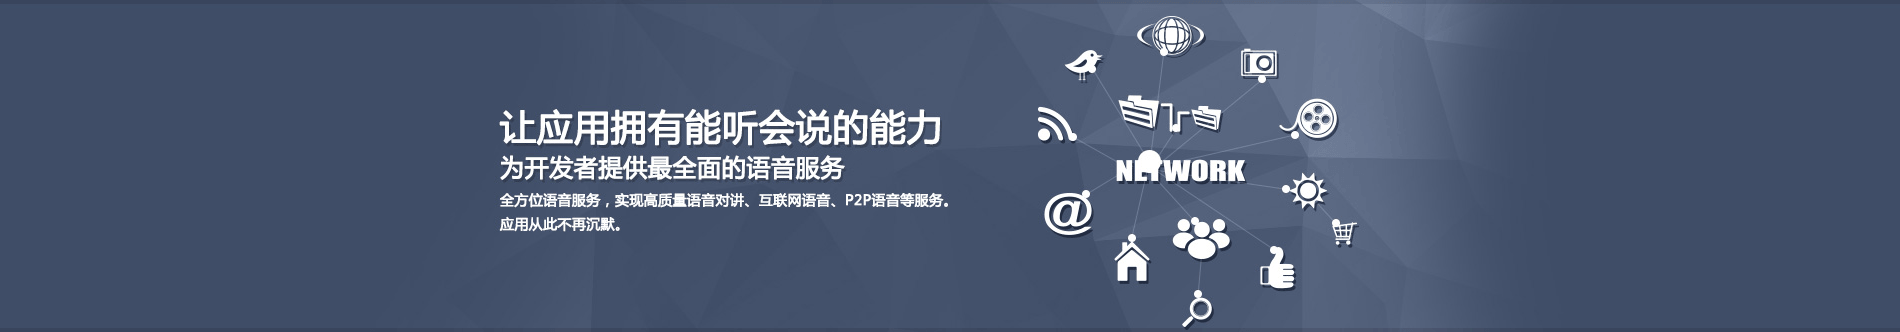 让应用拥有能听会说的能力
为开发者提供最全面的语音服务
全方位语音服务，实现高质量语音对讲、互联网语音、P2P语音等服务。
应用从此不再沉默。
NETWORK
@